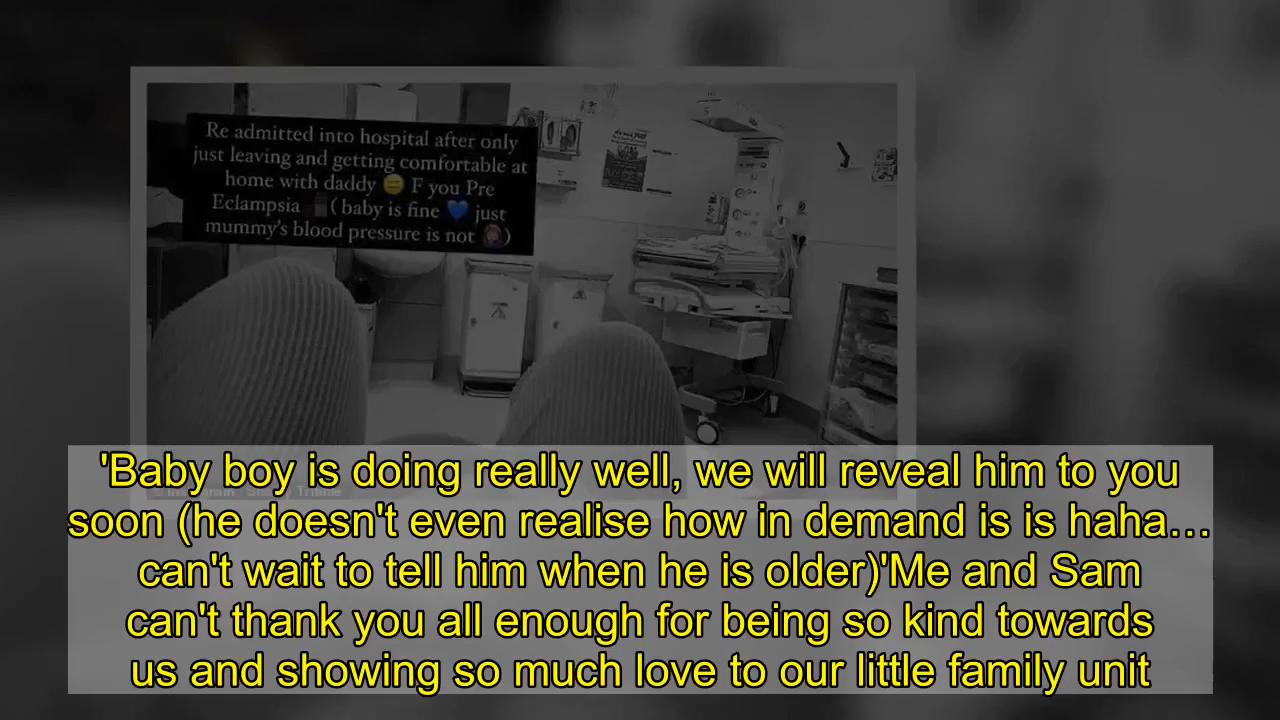 Re admitted into hospital after only
just leaving and getting comfortable at
home with daddy 😑 F you Pre
Eclampsia (baby is fine 💙 just
mummy's blood pressure is not 🤦🏼‍♀️)
'Baby boy is doing really well, we will reveal him to you
soon (he doesn't even realise how in demand is is haha…
can't wait to tell him when he is older)'Me and Sam
can't thank you all enough for being so kind towards
us and showing so much love to our little family unit